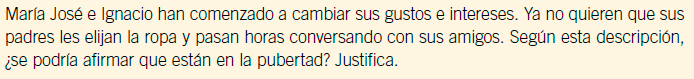 María José e Ignacio han comenzado a cambiar sus gustos e intereses. Ya no quieren que sus
padres les elijan la ropa y pasan horas conversando con sus amigos. Según esta descripción,
¿se podría afirmar que están en la pubertad? Justifica.